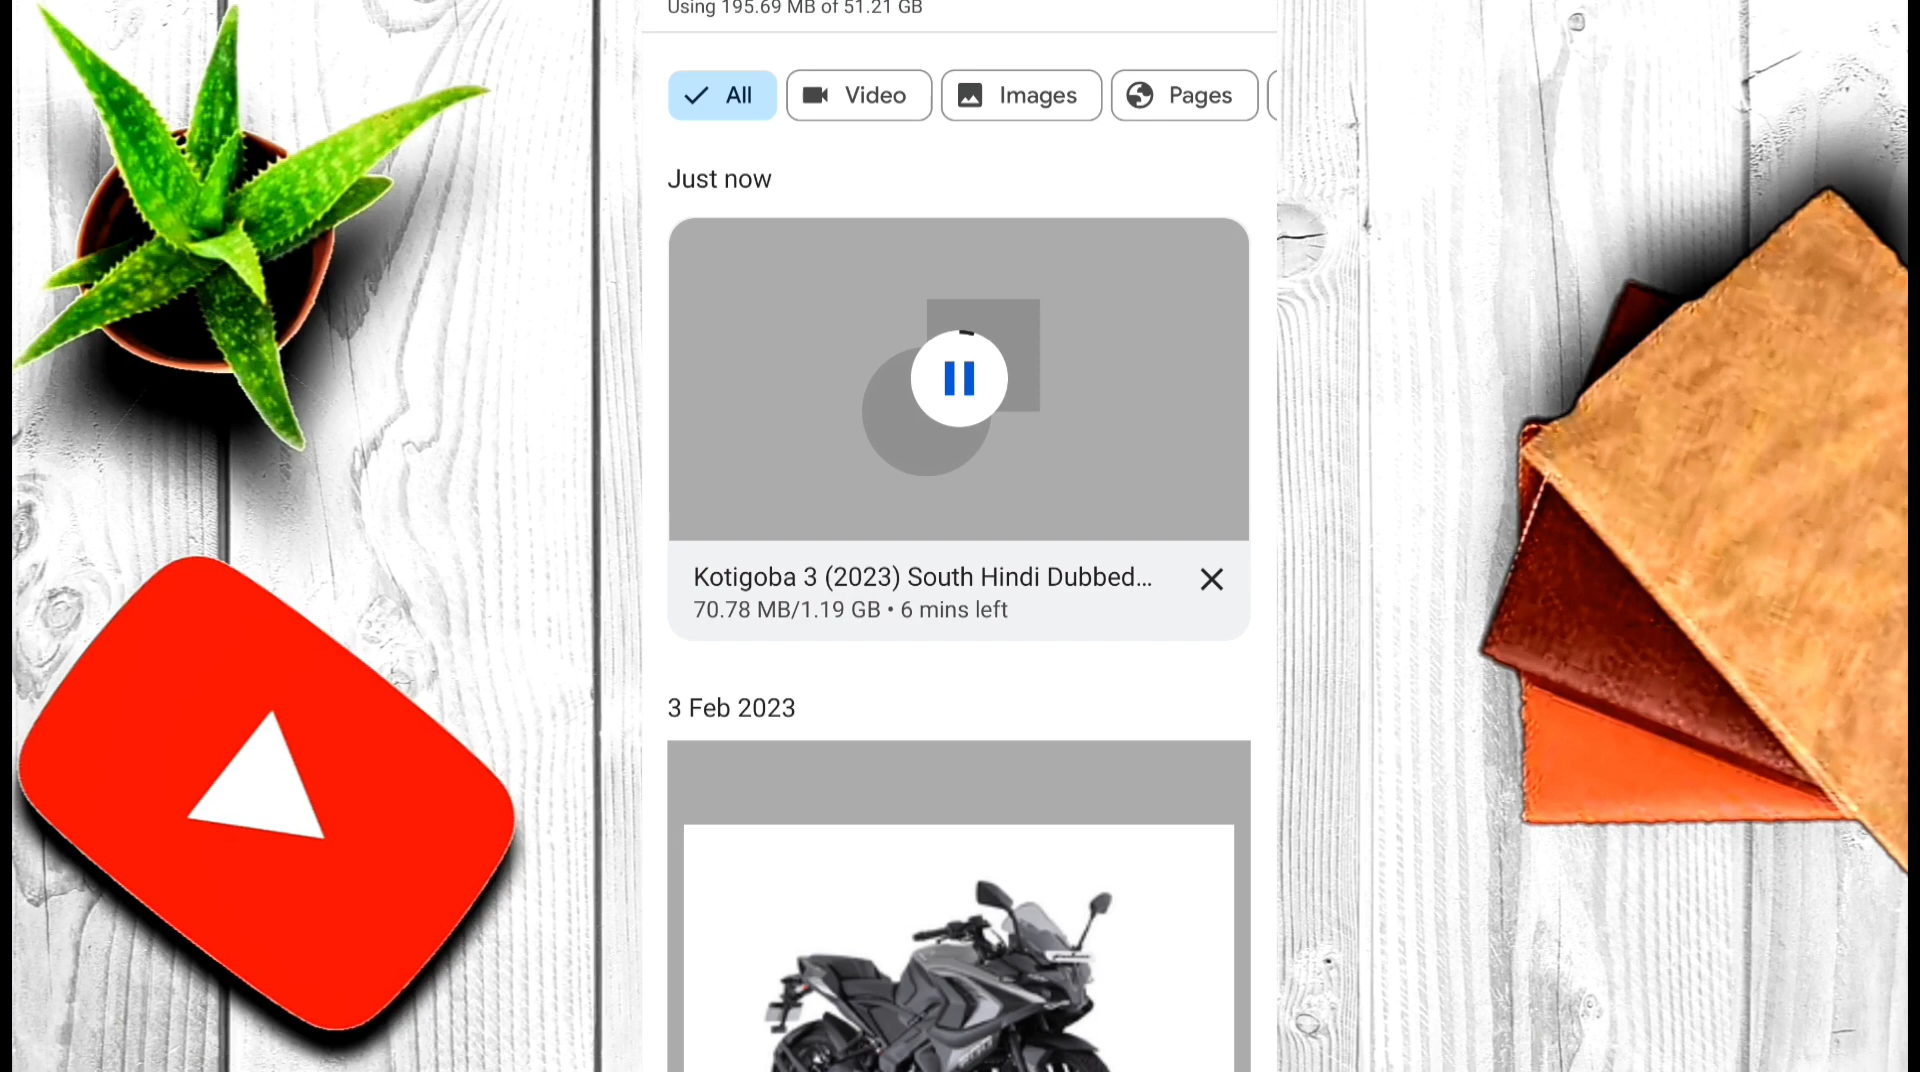 Using 195.69 MB of 51.21 GB
All
Video
Images
Pages
Just now
Kotigoba 3 (2023) South Hindi Dubbed...
70.78 MB/1.19 GB • 6 mins left
3 Feb 2023